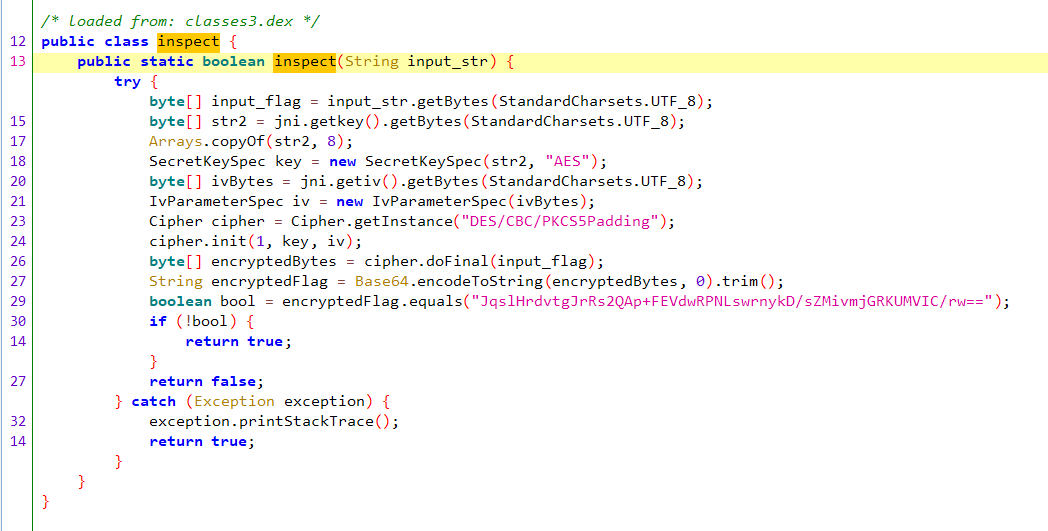 /* loaded from: classes3.dex */
12 public class inspect {
13 public static boolean inspect(String input_str) {
try {
byte[] input_flag = input_str.getBytes(StandardCharsets.UTF_8);
15 byte[] str2 = jni.getkey().getBytes(StandardCharsets.UTF_8);
17 Arrays.copyOf(str2, 8);
18 SecretKeySpec key = new SecretKeySpec(str2, "AES");
20 byte[] ivBytes = jni.getiv().getBytes(StandardCharsets.UTF_8);
21 IvParameterSpec iv = new IvParameterSpec(ivBytes);
23 Cipher cipher = Cipher.getInstance("DES/CBC/PKCS5Padding");
24 cipher.init(1, key, iv);
26 byte[] encryptedBytes = cipher.doFinal(input_flag);
27 String encryptedFlag = Base64.encodeToString(encryptedBytes, 0).trim();
29 boolean bool = encryptedFlag.equals("JqslHrdvtgJrRs2QAp+FEVdwRPNLswrnykD/sZMivmjGRKUMVIC/rw==");
30 if (!bool) {
14 return true;
}
27 return false;
} catch (Exception exception) {
32 exception.printStackTrace();
14 return true;
}
}
}